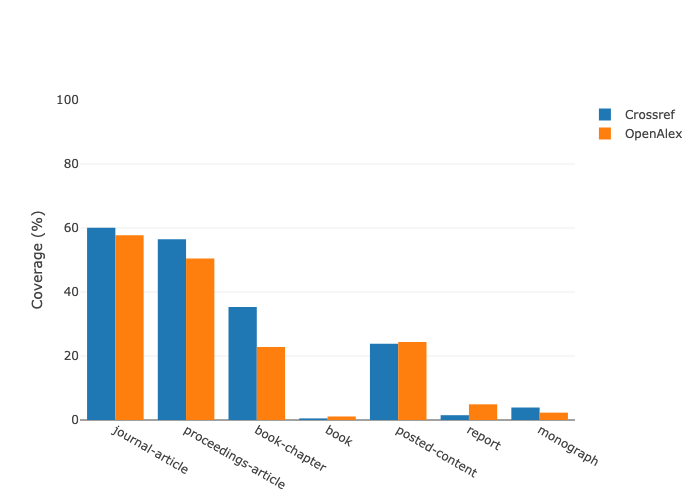 100
80
60
40
20
0
Coverage (%)
journal-article
proceedings-article
book-chapter
book
posted-content
report
monograph
Crossref
OpenAlex